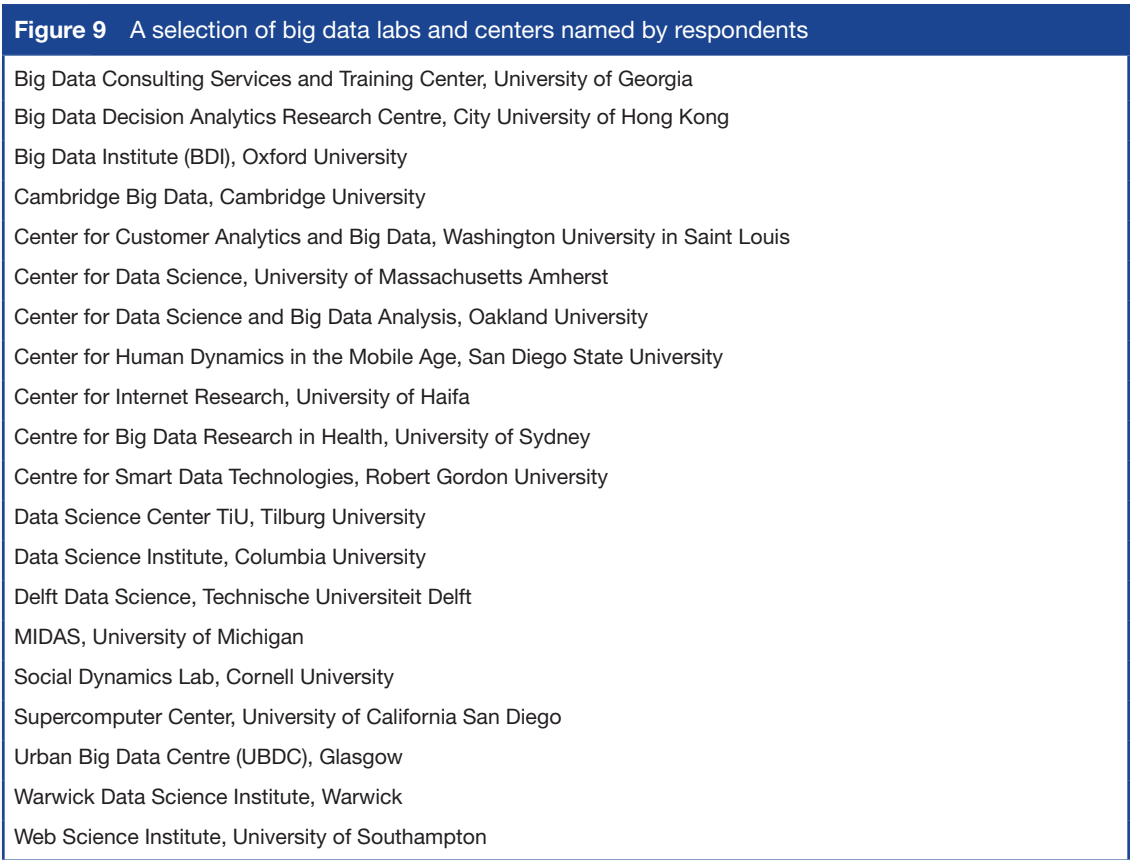 Figure 9 A selection of big data labs and centers named by respondents
Big Data Consulting Services and Training Center, University of Georgia
Big Data Decision Analytics Research Centre, City University of Hong Kong
Big Data Institute (BDI), Oxford University
Cambridge Big Data, Cambridge University
Center for Customer Analytics and Big Data, Washington University in Saint Louis
Center for Data Science, University of Massachusetts Amherst
Center for Data Science and Big Data Analysis, Oakland University
Center for Human Dynamics in the Mobile Age, San Diego State University
Center for Internet Research, University of Haifa
Centre for Big Data Research in Health, University of Sydney
Centre for Smart Data Technologies, Robert Gordon University
Data Science Center TiU, Tilburg University
Data Science Institute, Columbia University
Delft Data Science, Technische Universiteit Delft
MIDAS, University of Michigan
Social Dynamics Lab, Cornell University
Supercomputer Center, University of California San Diego
Urban Big Data Centre (UBDC), Glasgow
Warwick Data Science Institute, Warwick
Web Science Institute, University of Southampton